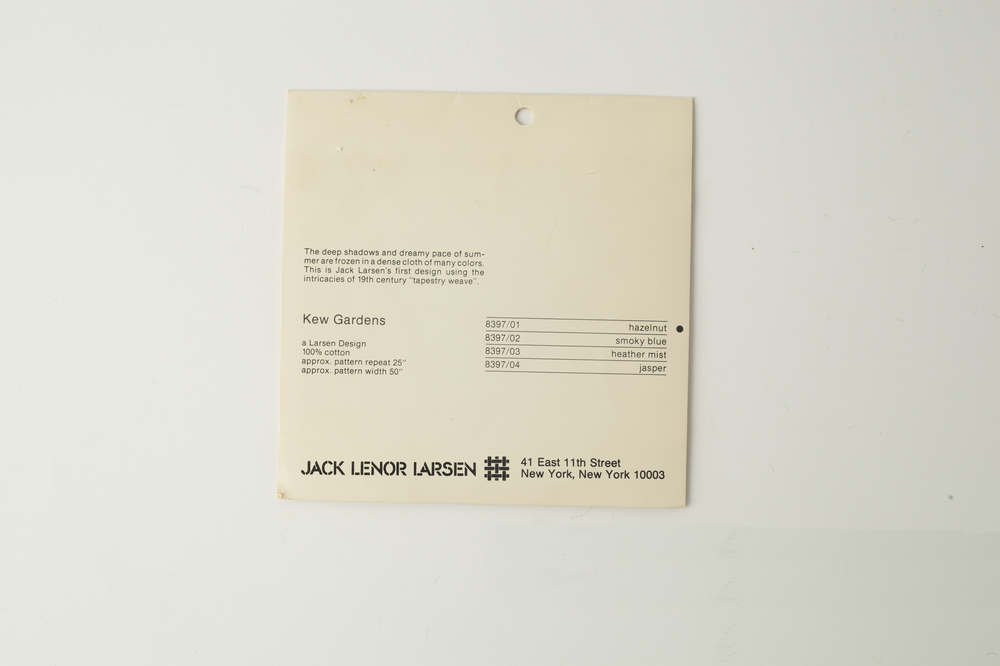 The deep shadows and dreamy pace of sum-
mer are frozen in a dense cloth of many colors.
This is Jack Larsen's first design using the
intricacies of 19th century "tapestry weave".
Kew Gardens
a Larsen Design
100% cotton
approx. pattern repeat 25"
approx. pattern width 50"
8397/01 hazelnut
8397/02 smoky blue
8397/03 heather mist
8397/04 jasper
JACK LENOR LARSEN
41 East 11th Street
New York, New York 10003